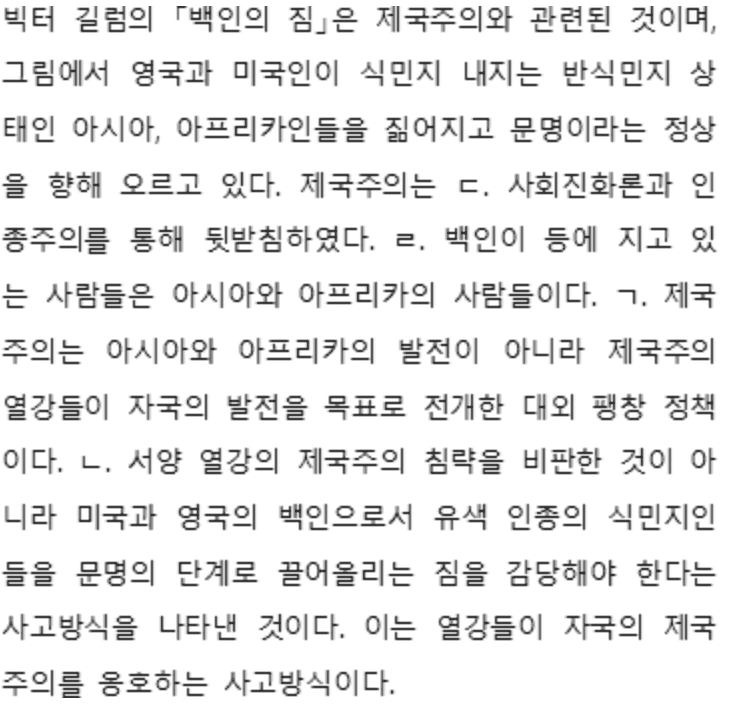 빅터 길럼의 「백인의 짐」은 제국주의와 관련된 것이며,
그림에서 영국과 미국인이 식민지 내지는 반식민지 상
태인 아시아, 아프리카인들을 짊어지고 문명이라는 정상
을 향해 오르고 있다. 제국주의는 ㄷ. 사회진화론과 인
종주의를 통해 뒷받침하였다. ㄹ. 백인이 등에 지고 있
는 사람들은 아시아와 아프리카의 사람들이다. ㄱ. 제국
주의는 아시아와 아프리카의 발전이 아니라 제국주의
열강들이 자국의 발전을 목표로 전개한 대외 팽창 정책
이다. ㄴ. 서양 열강의 제국주의 침략을 비판한 것이 아
니라 미국과 영국의 백인으로서 유색 인종의 식민지인
들을 문명의 단계로 끌어올리는 짐을 감당해야 한다는
사고방식을 나타낸 것이다. 이는 열강들이 자국의 제국
주의를 옹호하는 사고방식이다.